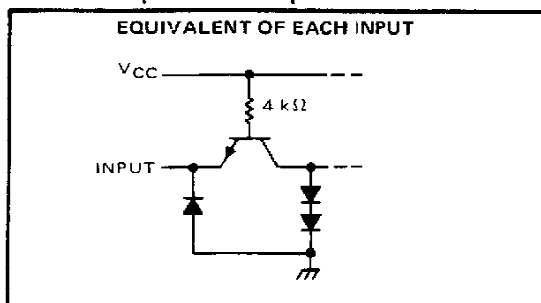 EQUIVALENT OF EACH INPUT
VCC
4 kΩ
INPUT